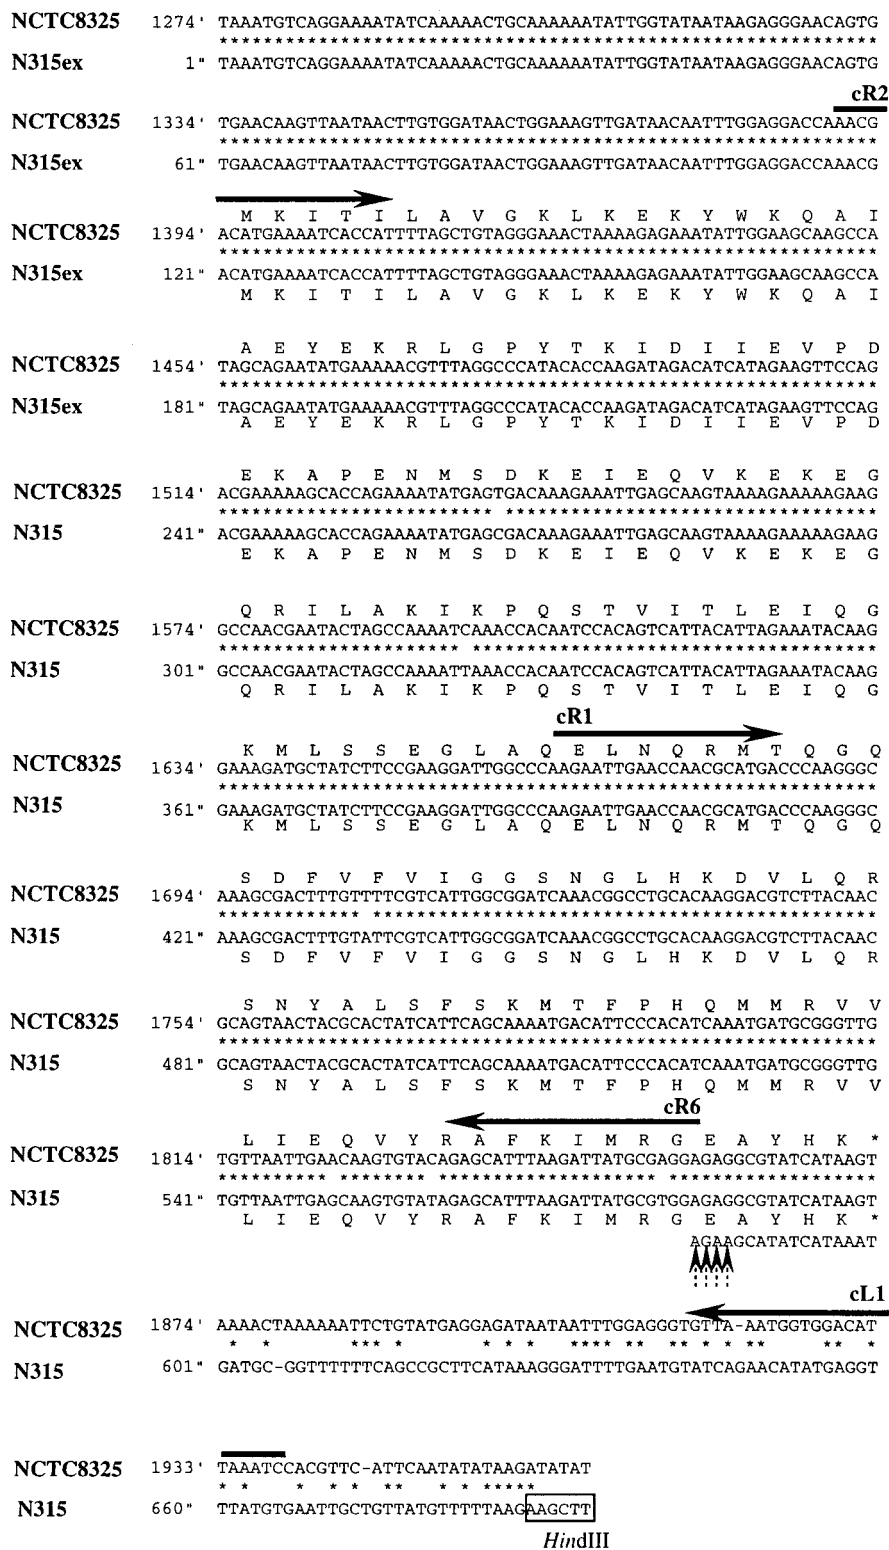 NCTC8325 1274' TAAATGTCAGGAAAATATCAAAAACTGCAAAAAATATTGGTATAATAAGAGGGAACAGTG
************************************************************
N315ex 1" TAAATGTCAGGAAAATATCAAAAACTGCAAAAAATATTGGTATAATAAGAGGGAACAGTG
cR2
NCTC8325 1334' TGAACAAGTTAATAACTTGTGGATAACTGGAAAGTTGATAACAATTTGGAGGACCAAACG
************************************************************
N315ex 61" TGAACAAGTTAATAACTTGTGGATAACTGGAAAGTTGATAACAATTTGGAGGACCAAACG
M K I T I L A V G K L K E K Y W K Q A I
NCTC8325 1394' ACATGAAAATCACCATTTTAGCTGTAGGGAAACTAAAAGAGAAATATTGGAAGCAAGCCA
************************************************************
N315ex 121" ACATGAAAATCACCATTTTAGCTGTAGGGAAACTAAAAGAGAAATATTGGAAGCAAGCCA
M K I T I L A V G K L K E K Y W K Q A I
A E Y E K R L G P Y T K I D I I E V P D
NCTC8325 1454' TAGCAGAATATGAAAAACGTTTAGGCCCATACACCAAGATAGACATCATAGAAGTTCCAG
************************************************************
N315ex 181" TAGCAGAATATGAAAAACGTTTAGGCCCATACACCAAGATAGACATCATAGAAGTTCCAG
A E Y E K R L G P Y T K I D I I E V P D
E K A P E N M S D K E I E Q V K E K E G
NCTC8325 1514' ACGAAAAAGCACCAGAAAATATGAGTGACAAAGAAATTGAGCAAGTAAAAGAAAAAGAAG
************************* **********************************
N315 241" ACGAAAAAGCACCAGAAAATATGAGCGACAAAGAAATTGAGCAAGTAAAAGAAAAAGAAG
E K A P E N M S D K E I E Q V K E K E G
Q R I L A K I K P Q S T V I T L E I Q G
NCTC8325 1574' GCCAACGAATACTAGCCAAAATCAAACCACAATCCACAGTCATTACATTAGAAATACAAG
********************** *************************************
N315 301" GCCAACGAATACTAGCCAAAATTAAACCACAATCCACAGTCATTACATTAGAAATACAAG
Q R I L A K I K P Q S T V I T L E I Q G
cR1
K M L S S E G L A Q E L N Q R M T Q G Q
NCTC8325 1634' GAAAGATGCTATCTTCCGAAGGATTGGCCCAAGAATTGAACCAACGCATGACCCAAGGGC
************************************************************
N315 361" GAAAGATGCTATCTTCCGAAGGATTGGCCCAAGAATTGAACCAACGCATGACCCAAGGGC
K M L S S E G L A Q E L N Q R M T Q G Q
S D F V F V I G G S N G L H K D V L Q R
NCTC8325 1694' AAAGCGACTTTGTTTTCGTCATTGGCGGATCAAACGGCCTGCACAAGGACGTCTTACAAC
************* **********************************************
N315 421" AAAGCGACTTTGTATTCGTCATTGGCGGATCAAACGGCCTGCACAAGGACGTCTTACAAC
S D F V F V I G G S N G L H K D V L Q R
S N Y A L S F S K M T F P H Q M M R V V
NCTC8325 1754' GCAGTAACTACGCACTATCATTCAGCAAAATGACATTCCCACATCAAATGATGCGGGTTG
************************************************************
N315 481" GCAGTAACTACGCACTATCATTCAGCAAAATGACATTCCCACATCAAATGATGCGGGTTG
S N Y A L S F S K M T F P H Q M M R V V
cR6
L I E Q V Y R A F K I M R G E A Y H K *
NCTC8325 1814' TGTTAATTGAACAAGTGTACAGAGCATTTAAGATTATGCGAGGAGAGGCGTATCATAAGT
********** ******** ******************** *******************
N315 541" TGTTAATTGAGCAAGTGTATAGAGCATTTAAGATTATGCGTGGAGAGGCGTATCATAAGT
L I E Q V Y R A F K I M R G E A Y H K *
AGAAGCATATCATAAAT
cL1
NCTC8325 1874' AAAACTAAAAAATTCTGTATGAGGAGATAATAATTTGGAGGGTGTTA-AATGGTGGACAT
* * *** * * * * **** ** ** * * ** *
N315 601" GATGC-GGTTTTTTCAGCCGCTTCATAAAGGGATTTTGAATGTATCAGAACATATGAGGT
NCTC8325 1933' TAAATCCACGTTC-ATTCAATATATAAGATATAT
* * * * * ** * * *****
N315 660" TTATGTGAATTGCTGTTATGTTTTTAAGAAGCTT
HindIII